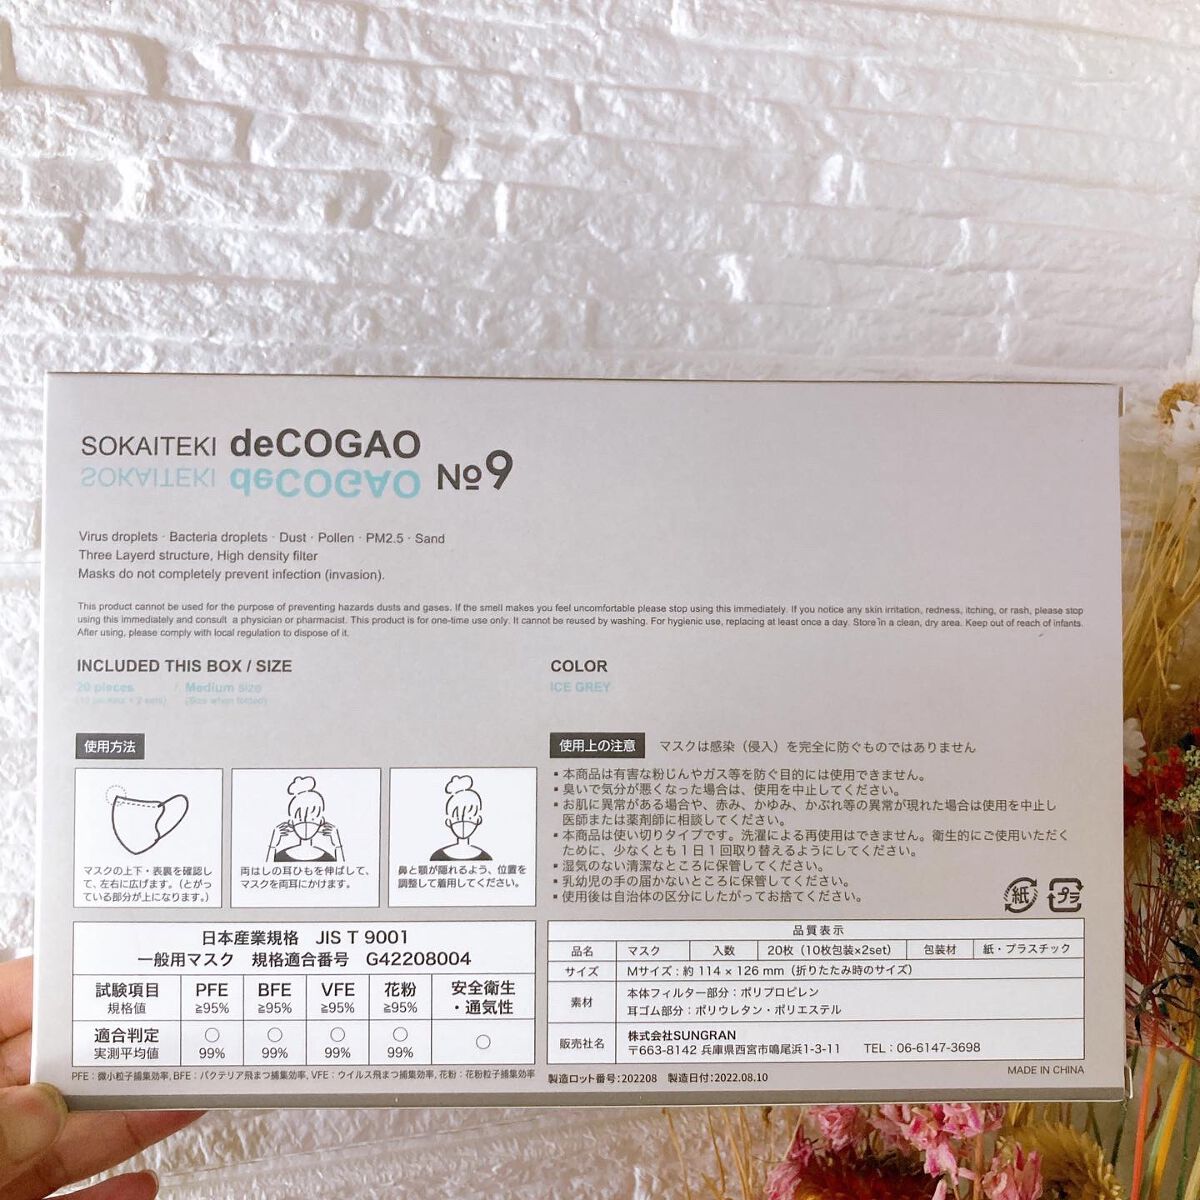 SOKAITEKI deCOGAO
SOKAITEKI deCOGAO
№9
Virus droplets · Bacteria droplets · Dust · Pollen · PM2.5 · Sand
Three Layerd structure, High density filter
Masks do not completely prevent infection (invasion).
This product cannot be used for the purpose of preventing hazards dusts and gases. If the smell makes you feel uncomfortable please stop using this immediately. If you notice any skin irritation, redness, itching, or rash, please stop
using this immediately and consult a physician or pharmacist. This product is for one-time use only. It cannot be reused by washing. For hygienic use, replacing at least once a day. Store in a clean, dry area. Keep out of reach of infants.
After using, please comply with local regulation to dispose of it.
INCLUDED THIS BOX / SIZE
20 pieces / Medium size
(Size when folded)
COLOR
ICE GREY
使用方法
マスクの上下・表裏を確認し
て、左右に広げます。(とがっ
ている部分が上になります。)
両はしの耳ひもを伸ばして、
マスクを両耳にかけます。
鼻と顎が隠れるよう、位置を
調整して着用してください。
使用上の注意 マスクは感染（侵入）を完全に防ぐものではありません
▪本商品は有害な粉じんやガス等を防ぐ目的には使用できません。
▪臭いで気分が悪くなった場合は、使用を中止してください。
▪お肌に異常がある場合や、赤み、かゆみ、かぶれ等の異常が現れた場合は使用を中止し
医師または薬剤師に相談してください。
▪本商品は使い切りタイプです。洗濯による再使用はできません。衛生的にご使用いただく
ために、少なくとも1日1回取り替えるようにしてください。
▪湿気のない清潔なところに保管してください。
▪乳幼児の手の届かないところに保管してください。
▪使用後は自治体の区分にしたがってお捨てください。
紙 プラ
日本産業規格 JIS T 9001
一般用マスク 規格適合番号 G42208004
試験項目 PFE BFE VFE 花粉 安全衛生
規格値 ≧95% ≧95% ≧95% ≧95% ・通気性
適合判定 ○ ○ ○ ○ ○
実測平均値 99% 99% 99% 99%
PFE：微小粒子捕集効率, BFE：バクテリア飛まつ捕集効率, VFE：ウイルス飛まつ捕集効率, 花粉：花粉粒子捕集効率
品質表示
品名 マスク 入数 20枚（10枚包装×2set） 包装材 紙・プラスチック
サイズ Mサイズ：約 114 × 126 mm（折りたたみ時のサイズ）
素材 本体フィルター部分：ポリプロピレン
耳ゴム部分：ポリウレタン・ポリエステル
販売社名 株式会社SUNGRAN
〒663-8142 兵庫県西宮市鳴尾浜1-3-11 TEL：06-6147-3698
製造ロット番号:202208 製造日付:2022.08.10
MADE IN CHINA